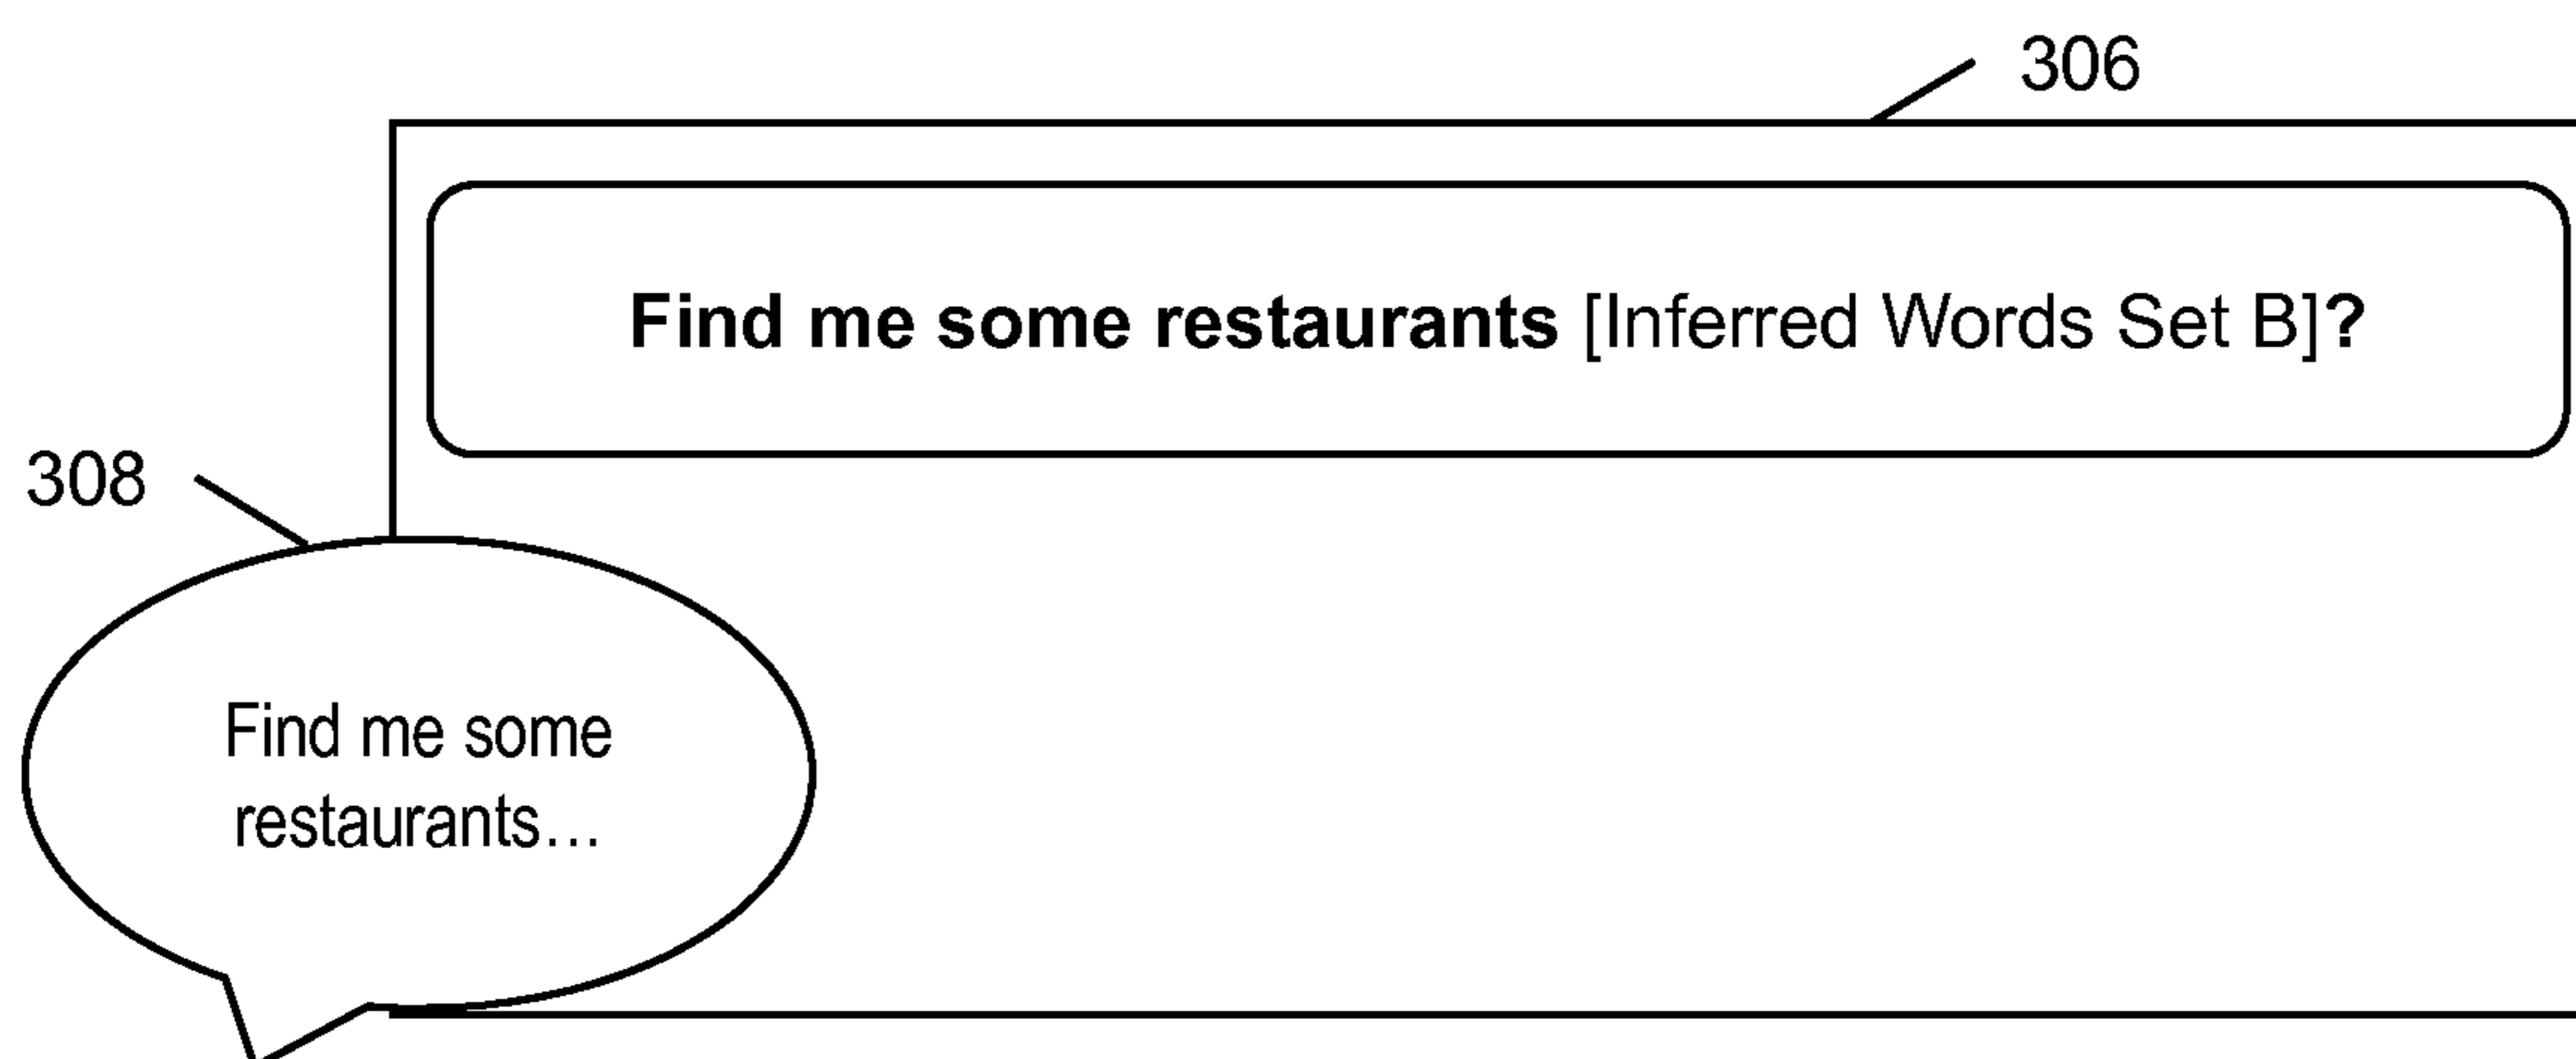 306
Find me some restaurants [Inferred Words Set B]?
308
Find me some
restaurants…